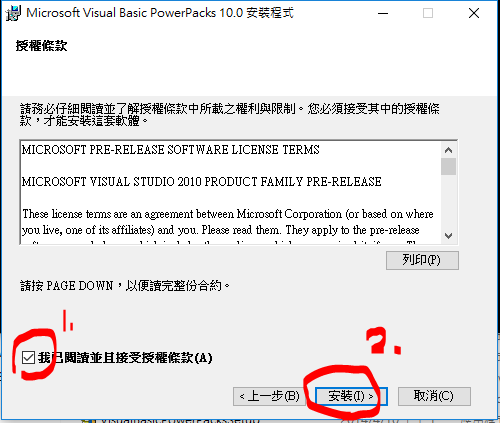 Microsoft Visual Basic PowerPacks 10.0 安裝程式
授權條款
請務必仔細閱讀並了解授權條款中所載之權利與限制。您必須接受其中的授權條
款，才能安裝這套軟體。
MICROSOFT PRE-RELEASE SOFTWARE LICENSE TERMS
MICROSOFT VISUAL STUDIO 2010 PRODUCT FAMILY PRE-RELEASE
These license terms are an agreement between Microsoft Corporation (or based on where
you live, one of its affiliates) and you. Please read them. They apply to the pre-release
列印(P)
請按 PAGE DOWN，以便讀完整份合約。
1.
我已閱讀並且接受授權條款(A)
2.
<上一步(B)
安裝(I) >
取消(C)